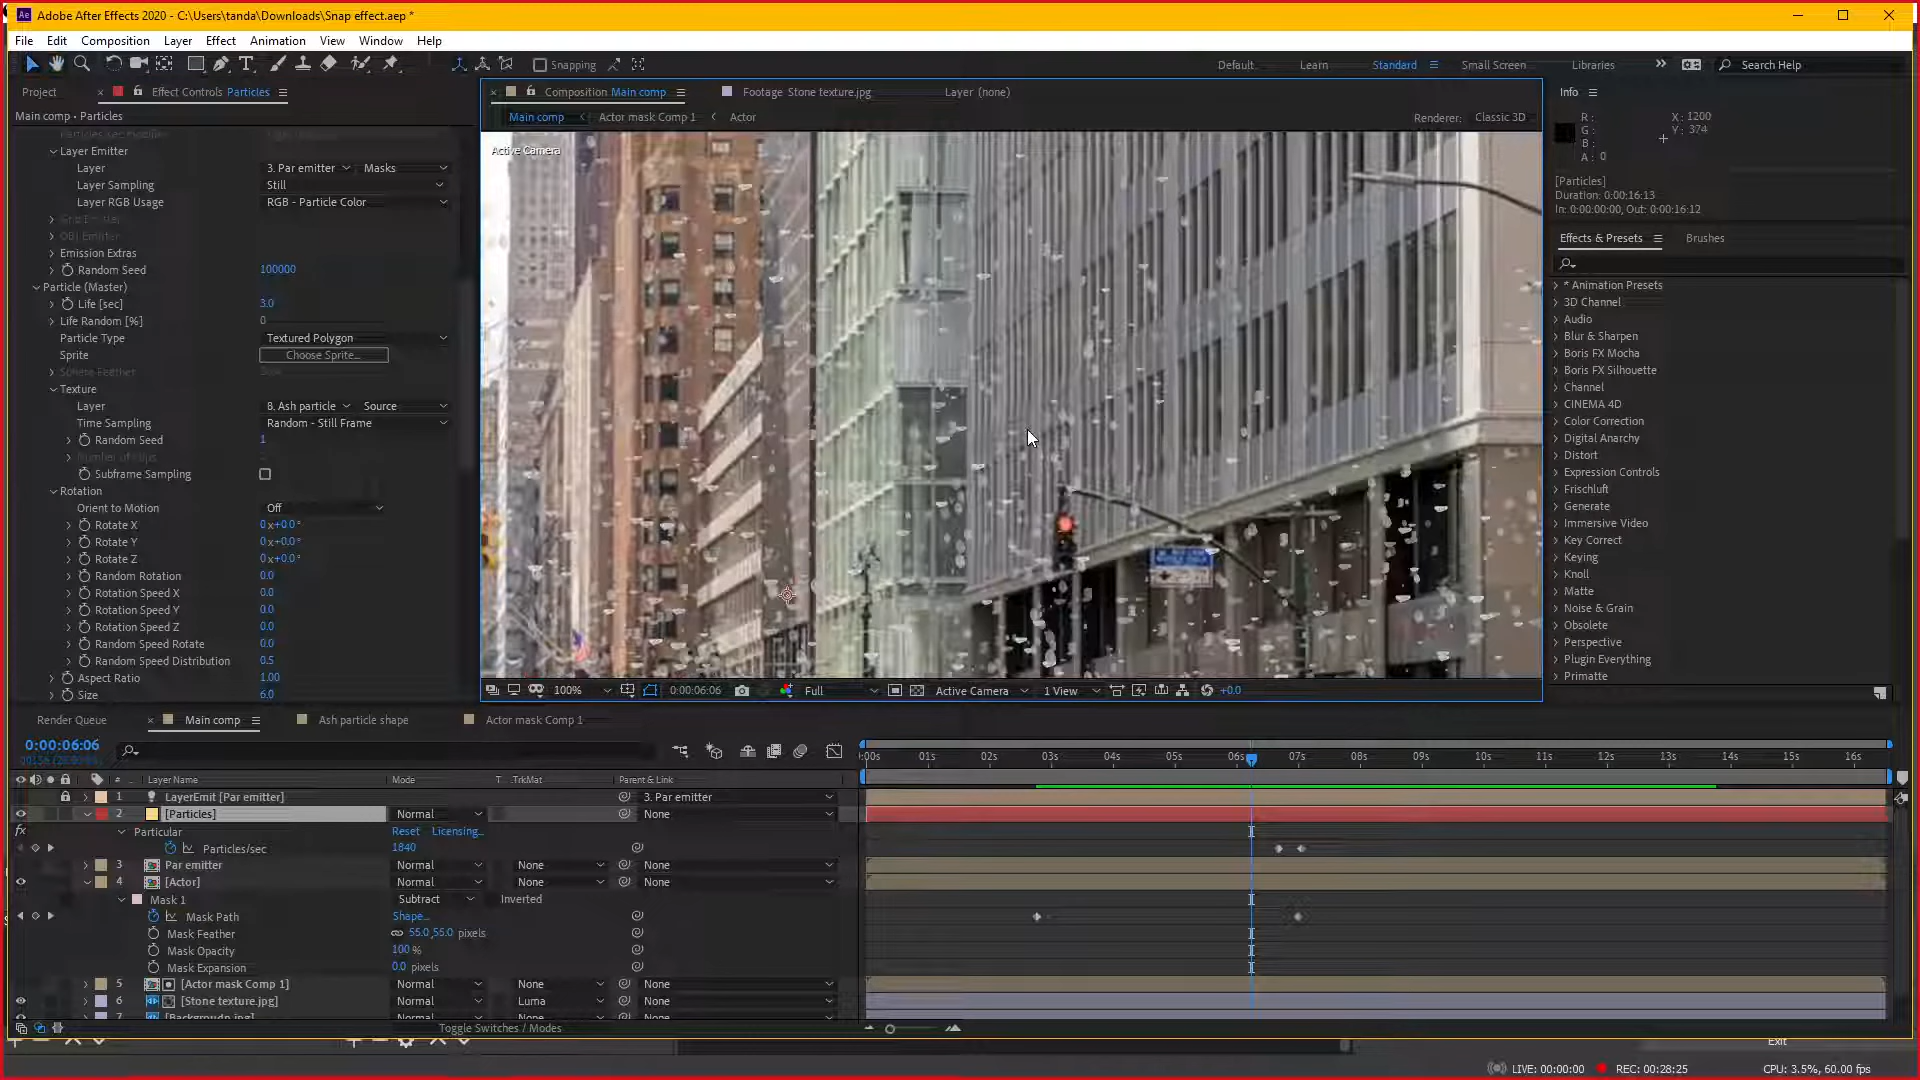 Adobe After Effects 2020 - C:\Users\tanda\Downloads\Snap effect.aep *
File Edit Composition Layer Effect Animation View Window Help
Snapping Default Learn Standard Small Screen Libraries Search Help
Project Effect Controls Particles
Main comp • Particles
Layer Emitter
Layer 3. Par emitter Masks
Layer Sampling Still
Layer RGB Usage RGB - Particle Color
Grid Emitter
OBJ Emitter
Emission Extras
Random Seed 100000
Particle (Master)
Life [sec] 3.0
Life Random [%] 0
Particle Type Textured Polygon
Sprite Choose Sprite...
Sphere Feather
Texture
Layer 8. Ash particle Source
Time Sampling Random - Still Frame
Random Seed 1
Number of Clips
Subframe Sampling
Rotation
Orient to Motion Off
Rotate X 0x+0.0°
Rotate Y 0x+0.0°
Rotate Z 0x+0.0°
Random Rotation 0.0
Rotation Speed X 0.0
Rotation Speed Y 0.0
Rotation Speed Z 0.0
Random Speed Rotate 0.0
Random Speed Distribution 0.5
Aspect Ratio 1.00
Size 6.0
Composition Main comp Footage Stone texture.jpg Layer (none)
Main comp Actor mask Comp 1 Actor Renderer: Classic 3D
Active Camera
100% 0:00:06:06 Full Active Camera 1 View +0.0
Info
R: X: 1200
G: Y: 374
B:
A: 0
[Particles]
Duration: 0:00:16:13
In: 0:00:00:00, Out: 0:00:16:12
Effects & Presets Brushes
* Animation Presets
3D Channel
Audio
Blur & Sharpen
Boris FX Mocha
Boris FX Silhouette
Channel
CINEMA 4D
Color Correction
Digital Anarchy
Distort
Expression Controls
Frischluft
Generate
Immersive Video
Key Correct
Keying
Knoll
Matte
Noise & Grain
Obsolete
Perspective
Plugin Everything
Primatte
Render Queue Main comp Ash particle shape Actor mask Comp 1
0:00:06:06
:00s 01s 02s 03s 04s 05s 06s 07s 08s 09s 10s 11s 12s 13s 14s 15s 16s
# Layer Name Mode T .TrkMat Parent & Link
1 LayerEmit [Par emitter] 3. Par emitter
2 [Particles] Normal None
fx Particular Reset Licensing...
Particles/sec 1840
3 Par emitter Normal None None
4 [Actor] Normal None None
Mask 1 Subtract Inverted
Mask Path Shape...
Mask Feather 55.0,55.0 pixels
Mask Opacity 100 %
Mask Expansion 0.0 pixels
5 [Actor mask Comp 1] Normal None None
6 [Stone texture.jpg] Normal Luma None
7 [Backgroudn.jpg] Normal None None
Toggle Switches / Modes
Exit
LIVE: 00:00:00 REC: 00:28:25 CPU: 3.5%, 60.00 fps